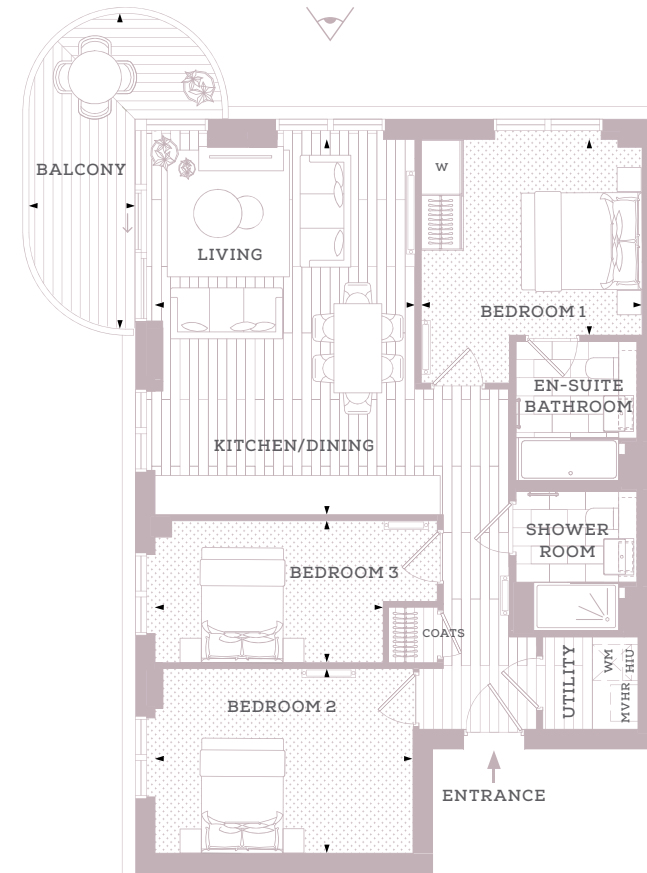 BALCONY
W
LIVING
BEDROOM 1
EN-SUITE
BATHROOM
KITCHEN/DINING
SHOWER
ROOM
BEDROOM 3
COATS
UTILITY
WM
HIU
MVHR
BEDROOM 2
ENTRANCE